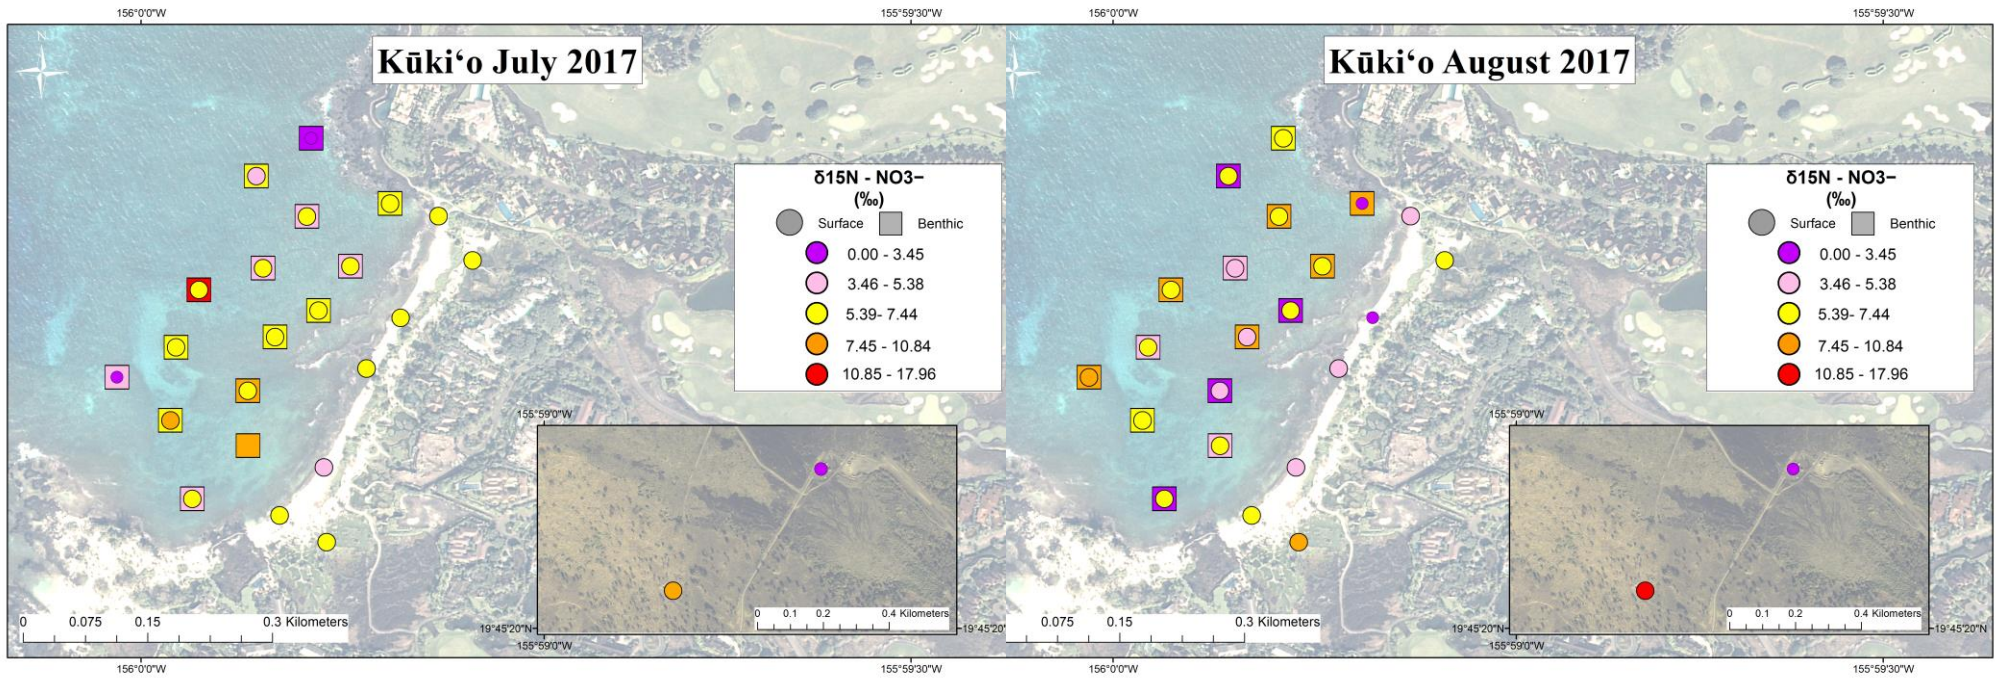 156°0'0"W
155°59'30"W
156°0'0"W
155°59'30"W
N
Kūki‘o July 2017
δ15N - NO3−
(‰)
Surface
Benthic
0.00 - 3.45
3.46 - 5.38
5.39- 7.44
7.45 - 10.84
10.85 - 17.96
155°59'0"W
0 0.1 0.2 0.4 Kilometers
19°45'20"N
19°45'20"N
155°59'0"W
0 0.075 0.15 0.3 Kilometers
156°0'0"W
155°59'30"W
N
Kūki‘o August 2017
δ15N - NO3−
(‰)
Surface
Benthic
0.00 - 3.45
3.46 - 5.38
5.39- 7.44
7.45 - 10.84
10.85 - 17.96
155°59'0"W
0 0.1 0.2 0.4 Kilometers
19°45'20"N
19°45'20"N
155°59'0"W
0.075 0.15 0.3 Kilometers
156°0'0"W
155°59'30"W